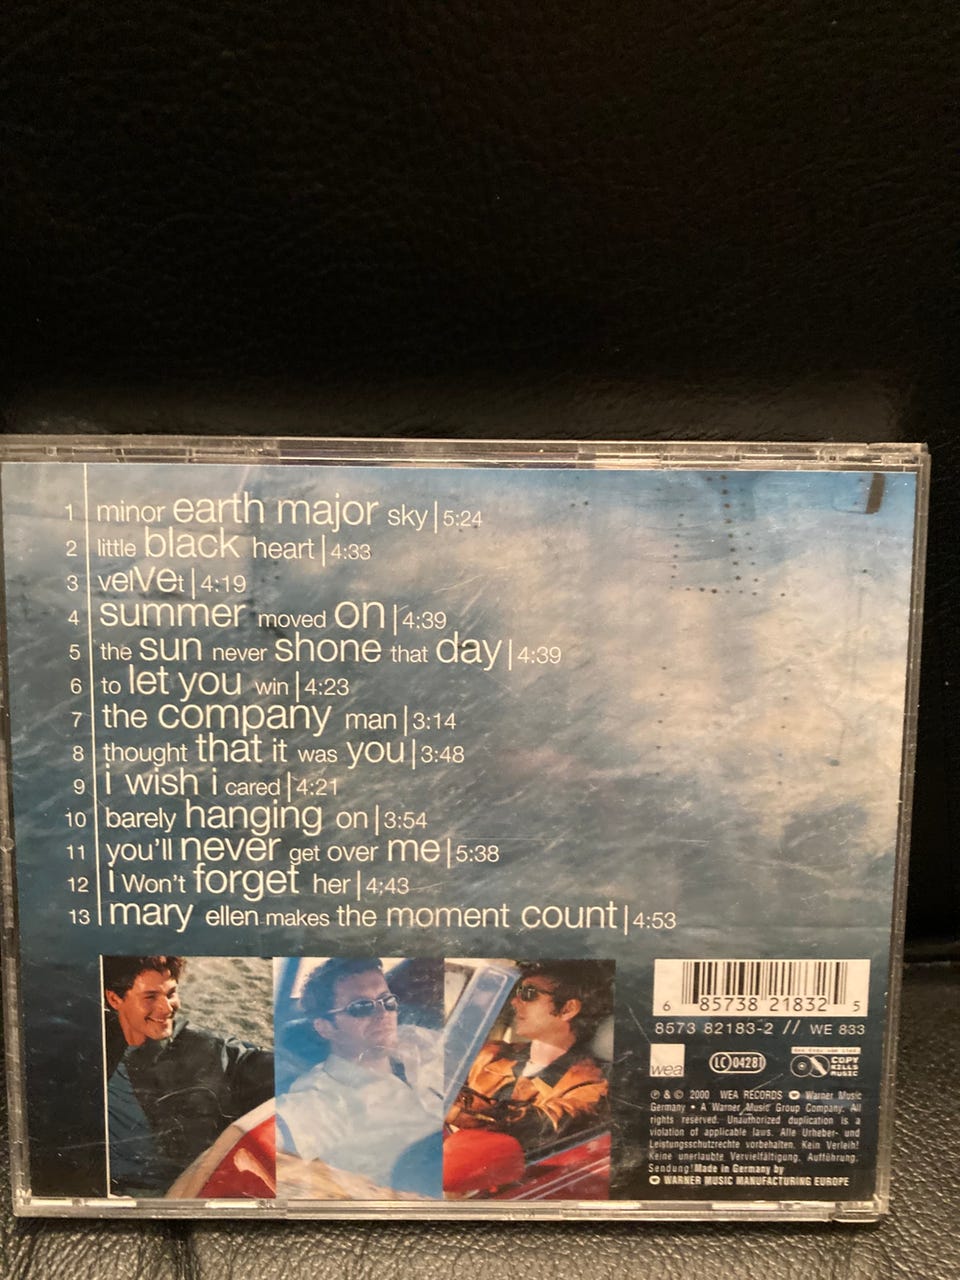 1 minor earth major sky|5:24
2 little black heart|4:33
3 velVet|4:19
4 summer moved on|4:39
5 the sun never shone that day|4:39
6 to let you win|4:23
7 the company man|3:14
8 thought that it was you|3:48
9 i wish i cared|4:21
10 barely hanging on|3:54
11 you'll never get over me|5:38
12 I Won't forget her|4:43
13 mary ellen makes the moment count|4:53
6 85738 21832 5
8573 82183-2 // WE 833
wea
LC 04281
COPY
KILLS
MUSIC
℗ & © 2000 WEA RECORDS Warner Music
Germany • A Warner Music Group Company. All
rights reserved. Unauthorized duplication is a
violation of applicable laws. Alle Urheber- und
Leistungsschutzrechte vorbehalten. Kein Verleih!
Keine unerlaubte Vervielfältigung, Aufführung,
Sendung! Made in Germany by
WARNER MUSIC MANUFACTURING EUROPE